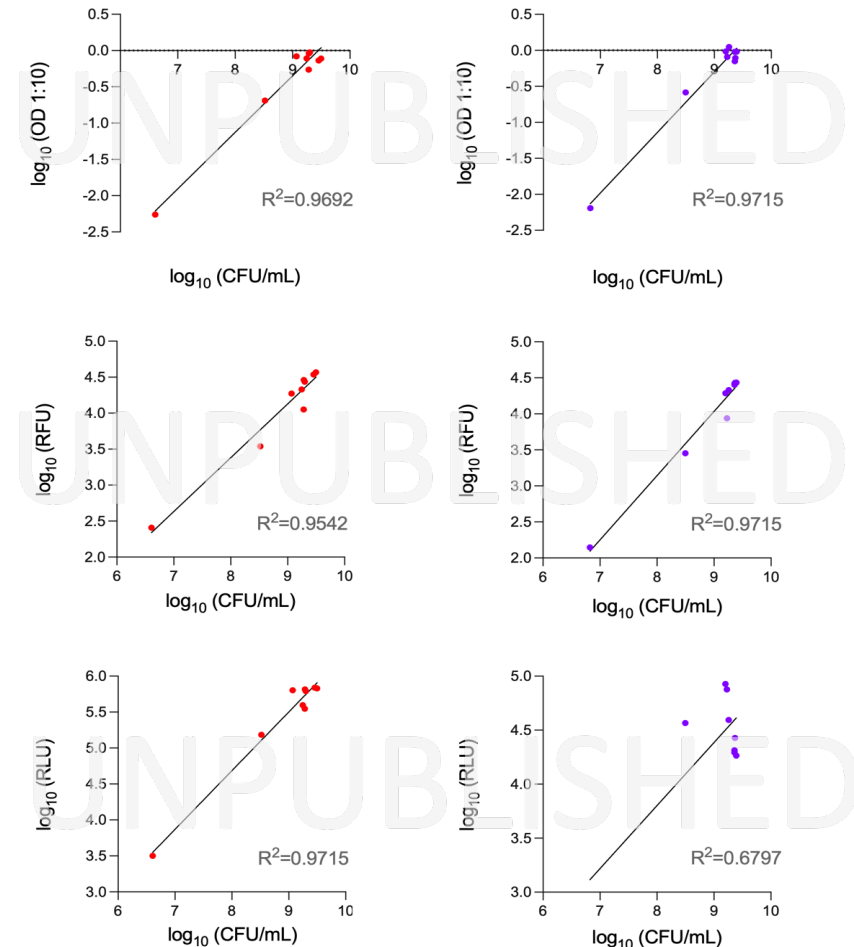 log₁₀ (OD 1:10)
0.5
0.0
-0.5
-1.0
-1.5
-2.0
-2.5
7 8 9 10
R²=0.9692
log₁₀ (CFU/mL)
log₁₀ (OD 1:10)
0.5
0.0
-0.5
-1.0
-1.5
-2.0
-2.5
7 8 9 10
R²=0.9715
log₁₀ (CFU/mL)
UNPUBLISHED
log₁₀ (RFU)
5.0
4.5
4.0
3.5
3.0
2.5
2.0
6 7 8 9 10
R²=0.9542
log₁₀ (CFU/mL)
log₁₀ (RFU)
5.0
4.5
4.0
3.5
3.0
2.5
2.0
6 7 8 9 10
R²=0.9715
log₁₀ (CFU/mL)
UNPUBLISHED
log₁₀ (RLU)
6.0
5.5
5.0
4.5
4.0
3.5
3.0
6 7 8 9 10
R²=0.9715
log₁₀ (CFU/mL)
log₁₀ (RLU)
5.0
4.5
4.0
3.5
3.0
6 7 8 9 10
R²=0.6797
log₁₀ (CFU/mL)
UNPUBLISHED